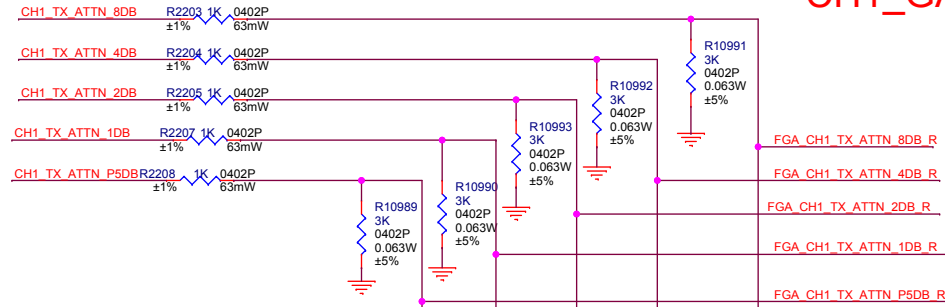 CH1_GA
CH1_TX_ATTN_8DB R2203 1K 0402P
±1% 63mW
CH1_TX_ATTN_4DB R2204 1K 0402P
±1% 63mW
CH1_TX_ATTN_2DB R2205 1K 0402P
±1% 63mW
CH1_TX_ATTN_1DB R2207 1K 0402P
±1% 63mW
CH1_TX_ATTN_P5DB R2208 1K 0402P
±1% 63mW
R10991
3K
0402P
0.063W
±5%
R10992
3K
0402P
0.063W
±5%
R10993
3K
0402P
0.063W
±5%
R10990
3K
0402P
0.063W
±5%
R10989
3K
0402P
0.063W
±5%
FGA_CH1_TX_ATTN_8DB_R
FGA_CH1_TX_ATTN_4DB_R
FGA_CH1_TX_ATTN_2DB_R
FGA_CH1_TX_ATTN_1DB_R
FGA_CH1_TX_ATTN_P5DB_R